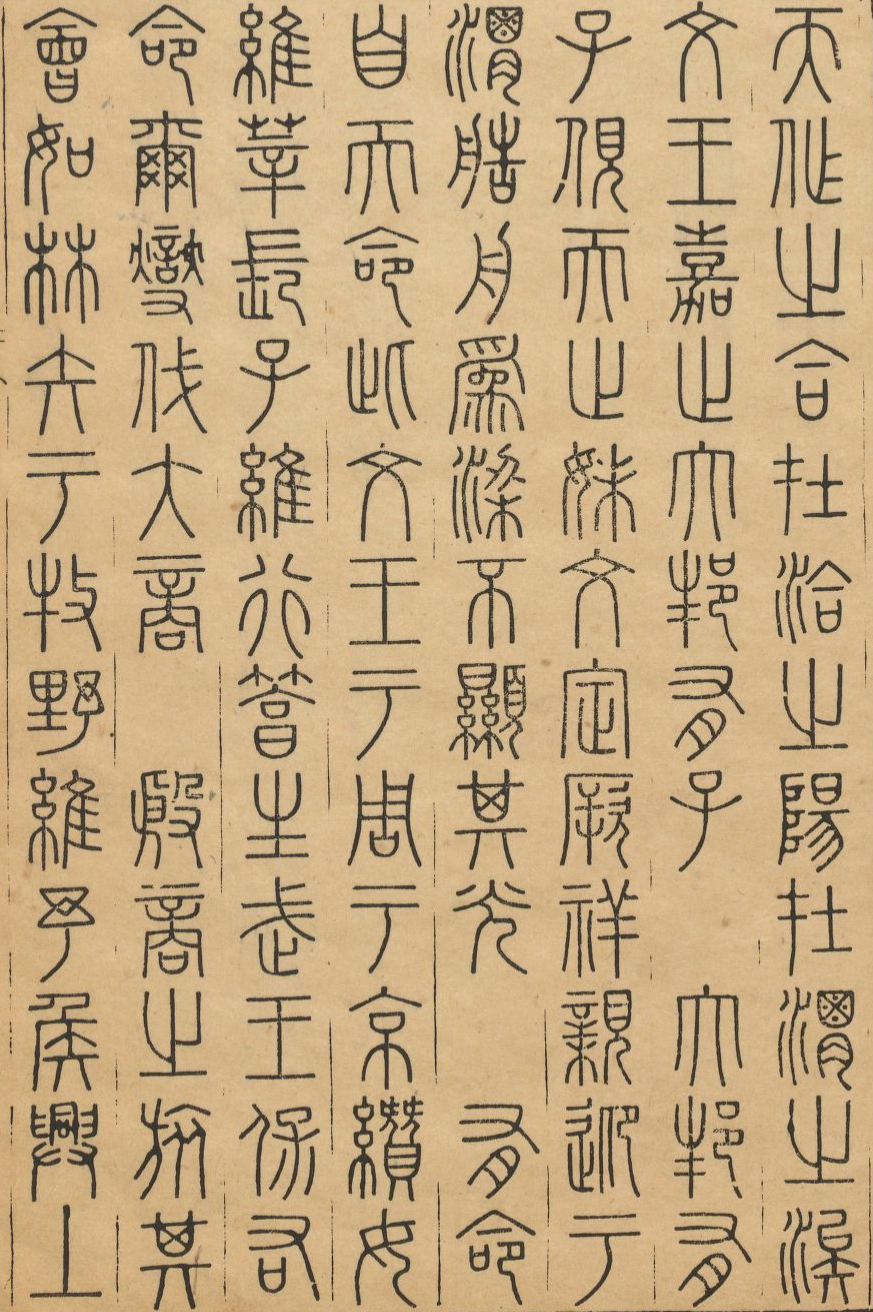 天作之合在洽之陽在渭之涘
文王嘉止大邦有子 大邦有
子俔天之妹文定厥祥親迎于
渭造舟爲梁不顯其光 有命
自天命此文王于周于京纘女
維莘長子維行篤生武王保右
命爾燮伐大商 殷商之旅其
會如林矢于牧野維予侯興上